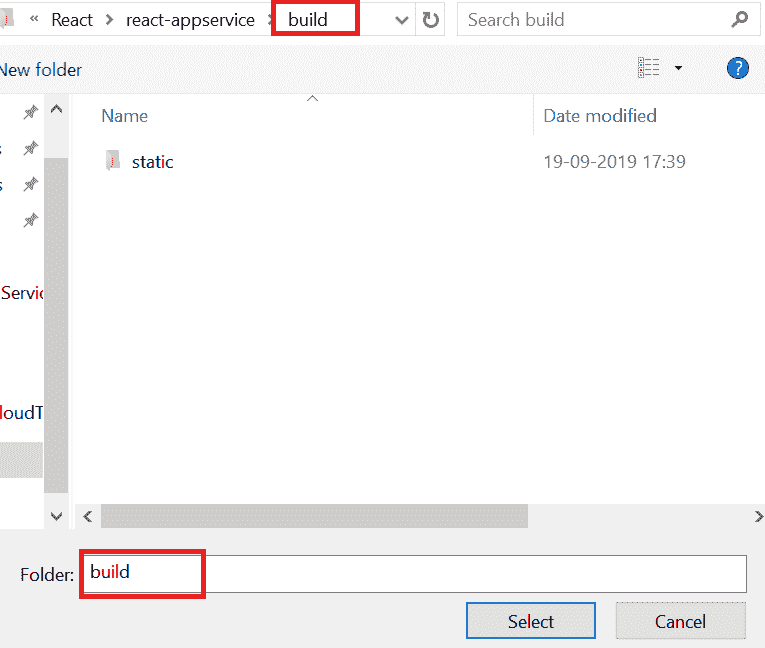 « React > react-appservice > build
Search build
New folder
?
Name
Date modified
static
19-09-2019 17:39
Servic
loudT
Folder: build
Select
Cancel